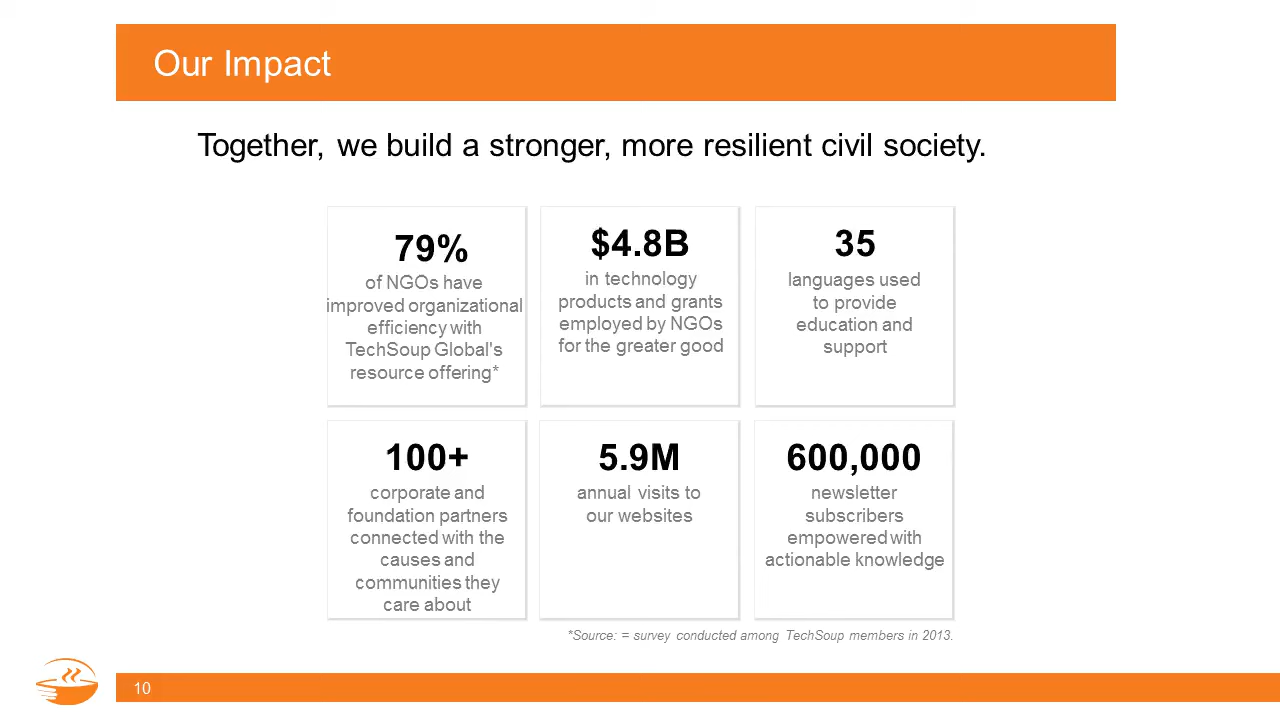 Our Impact
Together, we build a stronger, more resilient civil society.
79%
of NGOs have
improved organizational
efficiency with
TechSoup Global's
resource offering*
$4.8B
in technology
products and grants
employed by NGOs
for the greater good
35
languages used
to provide
education and
support
100+
corporate and
foundation partners
connected with the
causes and
communities they
care about
5.9M
annual visits to
our websites
600,000
newsletter
subscribers
empowered with
actionable knowledge
*Source: = survey conducted among TechSoup members in 2013.
10